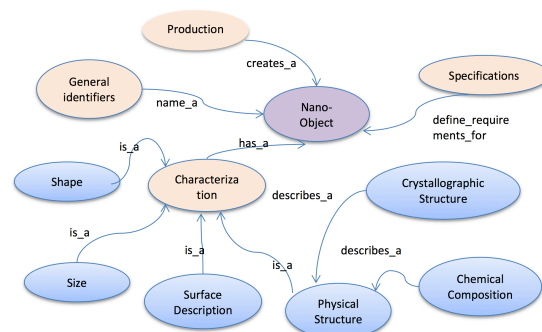 Production
creates_a
General
identifiers
name_a
Nano-
Object
Specifications
define_require
ments_for
is_a
has_a
Shape
Characteriza
tion
describes_a
Crystallographic
Structure
is_a
is_a
is_a
describes_a
Size
Surface
Description
Physical
Structure
Chemical
Composition